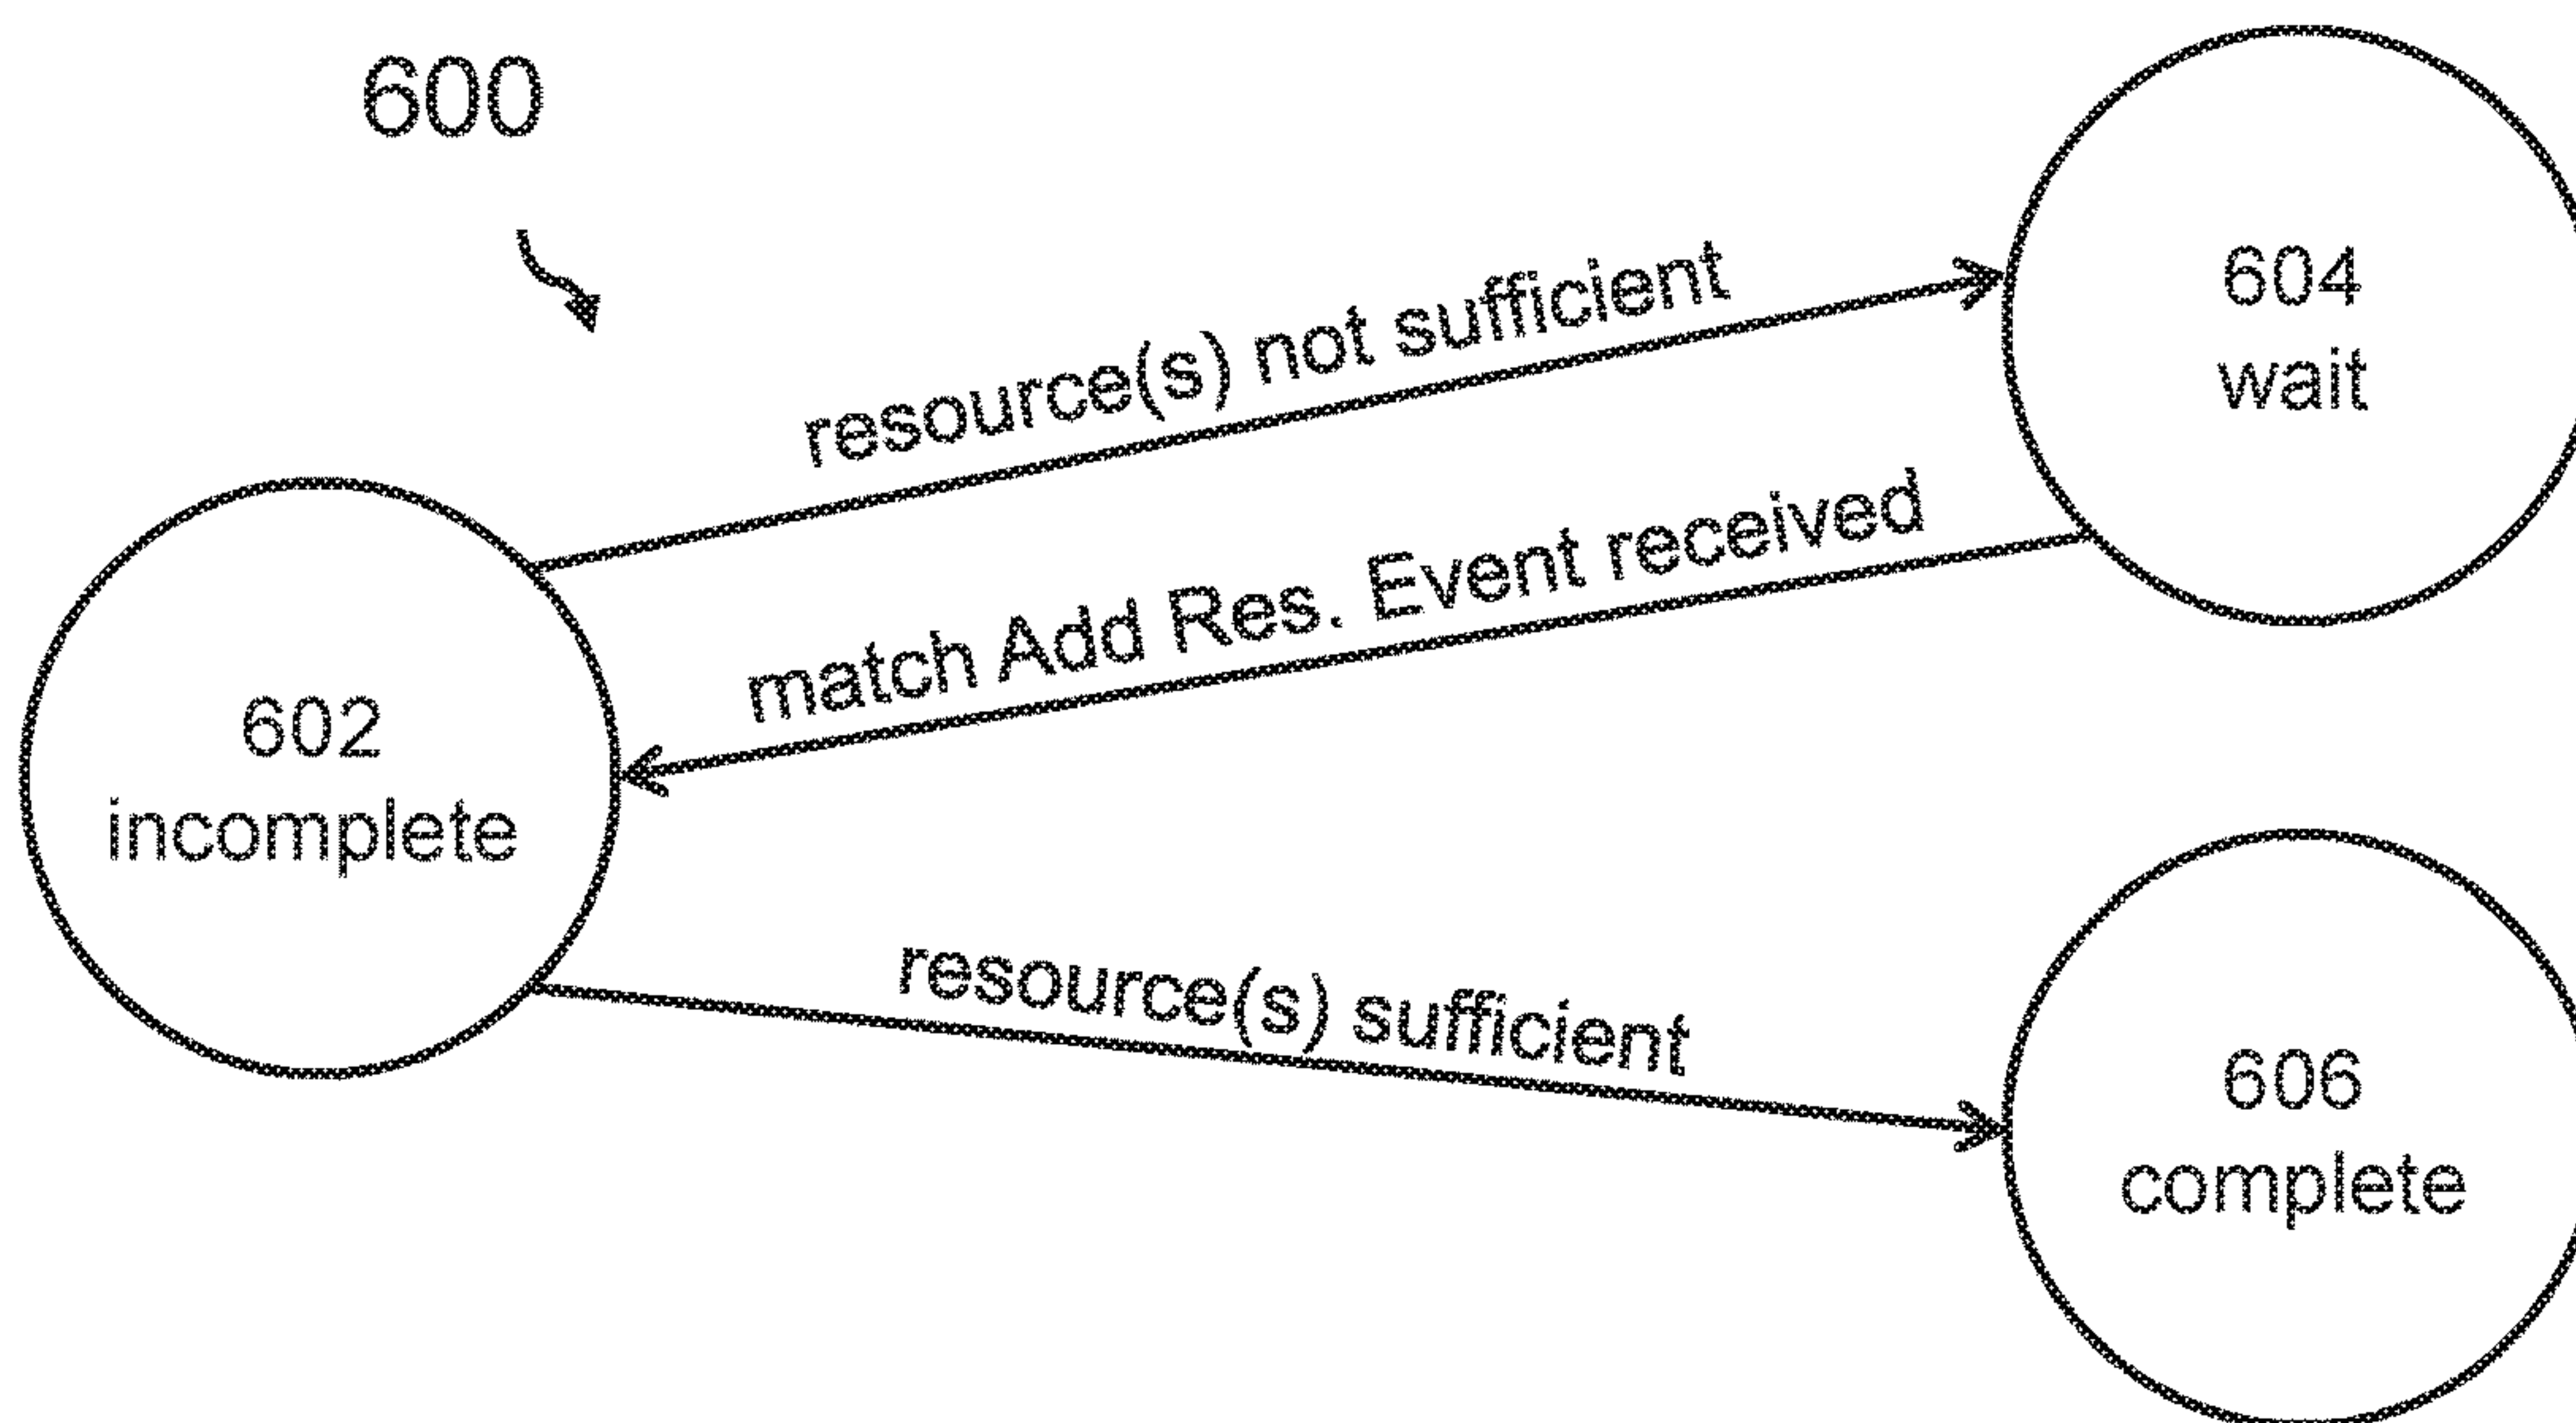 600
resource(s) not sufficient
604
wait
match Add Res. Event received
602
incomplete
resource(s) sufficient
606
complete